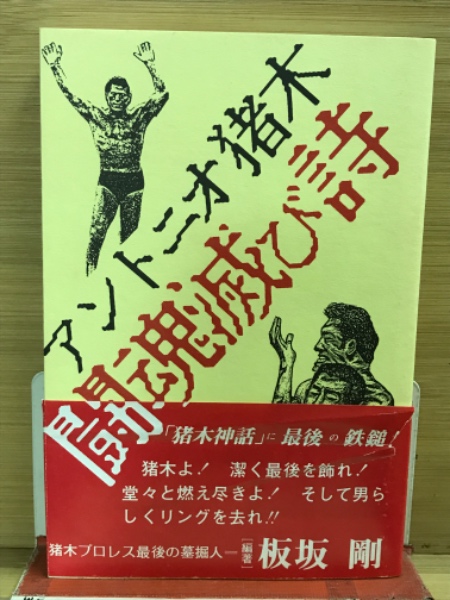 アントニオ猪木
闘魂滅び詩
「猪木神話」に最後の鉄鎚!
猪木よ! 潔く最後を飾れ!
堂々と燃え尽きよ! そして男ら
しくリングを去れ!!
猪木プロレス最後の墓掘人=[編著]板坂 剛